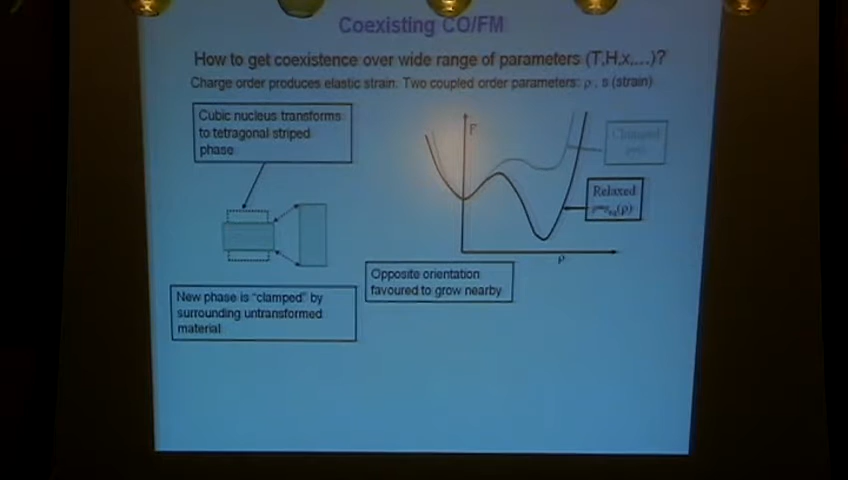 Coexisting CO/FM
How to get coexistence over wide range of parameters (T,H,x,...)?
Charge order produces elastic strain. Two coupled order parameters: ρ , s (strain)
Cubic nucleus transforms
to tetragonal striped
phase
F
Clamped
Relaxed
ρ
Opposite orientation
favoured to grow nearby
New phase is "clamped" by
surrounding untransformed
material